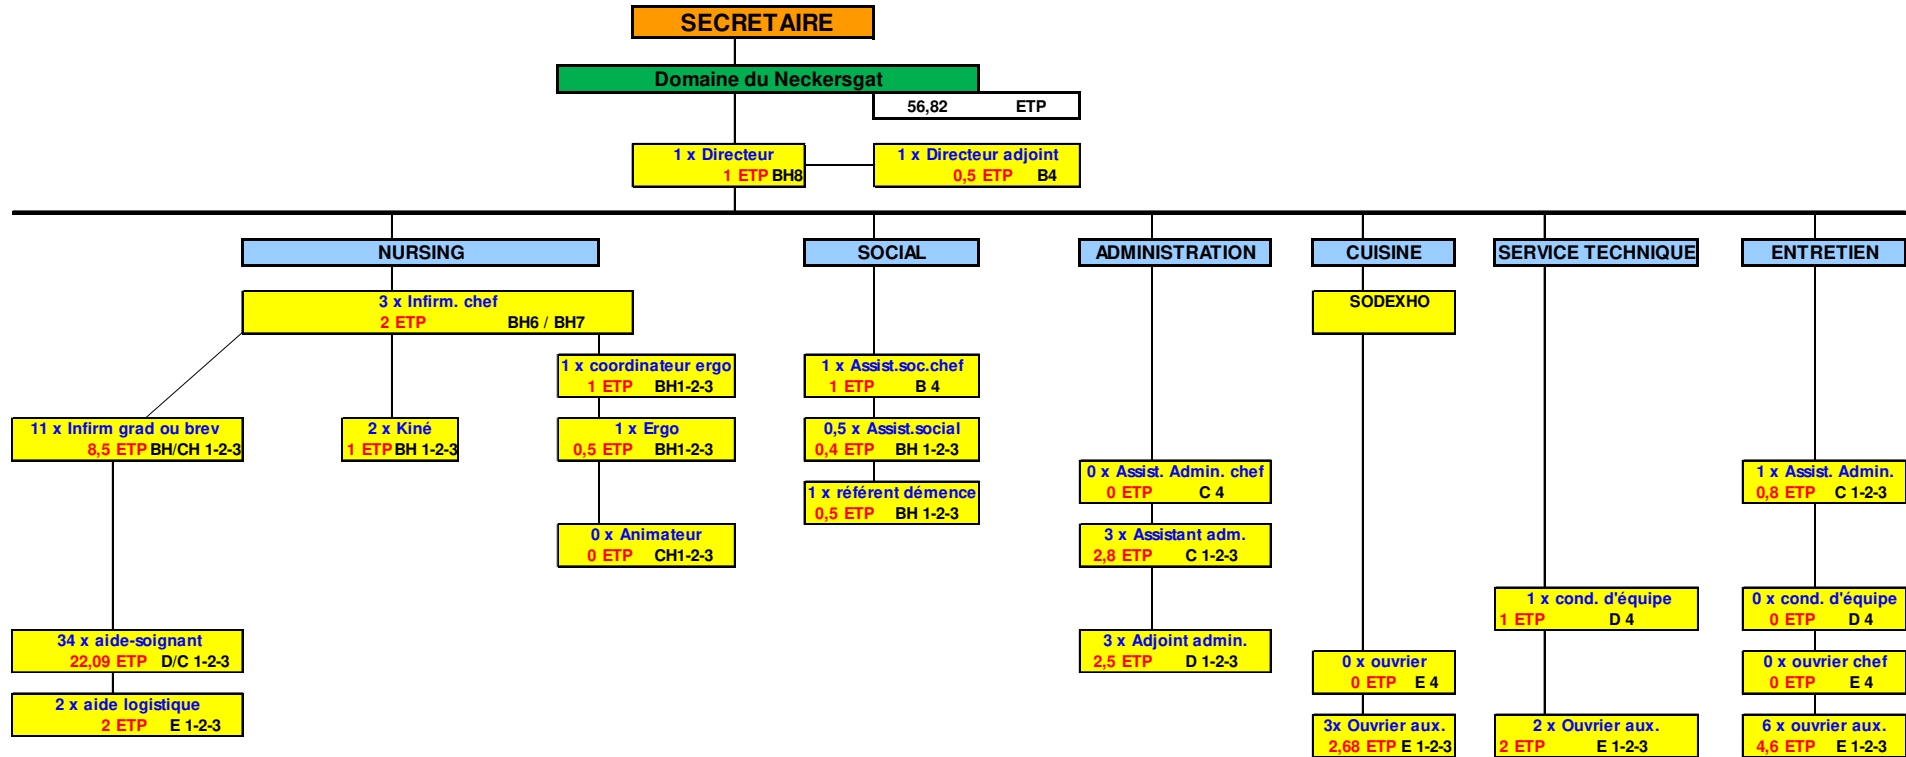 SECRETAIRE
Domaine du Neckersgat
56,82 ETP
1 x Directeur
1 ETP BH8
1 x Directeur adjoint
0,5 ETP B4
NURSING
SOCIAL
ADMINISTRATION
CUISINE
SERVICE TECHNIQUE
ENTRETIEN
3 x Infirm. chef
2 ETP BH6 / BH7
SODEXHO
1 x coordinateur ergo
1 ETP BH1-2-3
1 x Assist.soc.chef
1 ETP B 4
11 x Infirm grad ou brev
8,5 ETP BH/CH 1-2-3
2 x Kiné
1 ETP BH 1-2-3
1 x Ergo
0,5 ETP BH1-2-3
0,5 x Assist.social
0,4 ETP BH 1-2-3
0 x Assist. Admin. chef
0 ETP C 4
1 x Assist. Admin.
0,8 ETP C 1-2-3
1 x référent démence
0,5 ETP BH 1-2-3
0 x Animateur
0 ETP CH1-2-3
3 x Assistant adm.
2,8 ETP C 1-2-3
1 x cond. d'équipe
1 ETP D 4
0 x cond. d'équipe
0 ETP D 4
34 x aide-soignant
22,09 ETP D/C 1-2-3
3 x Adjoint admin.
2,5 ETP D 1-2-3
0 x ouvrier
0 ETP E 4
0 x ouvrier chef
0 ETP E 4
2 x aide logistique
2 ETP E 1-2-3
3x Ouvrier aux.
2,68 ETP E 1-2-3
2 x Ouvrier aux.
2 ETP E 1-2-3
6 x ouvrier aux.
4,6 ETP E 1-2-3